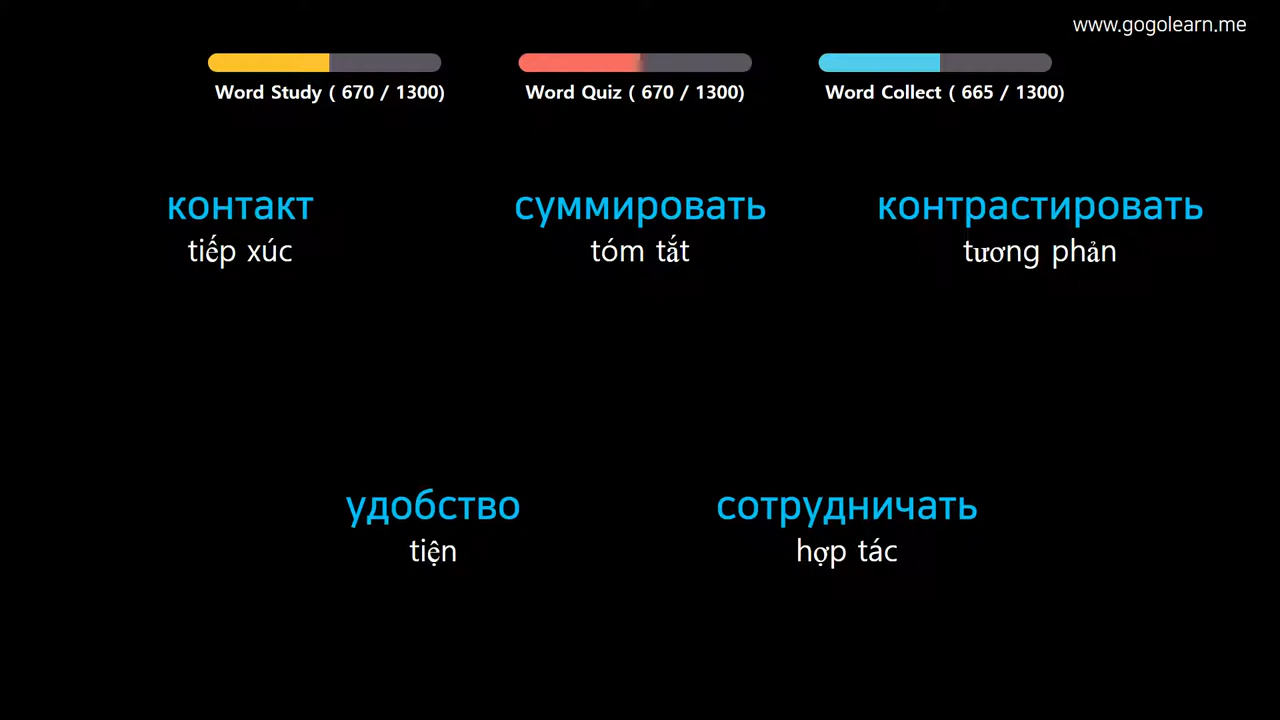 www.gogolearn.me
Word Study ( 670 / 1300)
Word Quiz ( 670 / 1300)
Word Collect ( 665 / 1300)
контакт
tiếp xúc
суммировать
tóm tắt
контрастировать
tương phản
удобство
tiện
сотрудничать
hợp tác